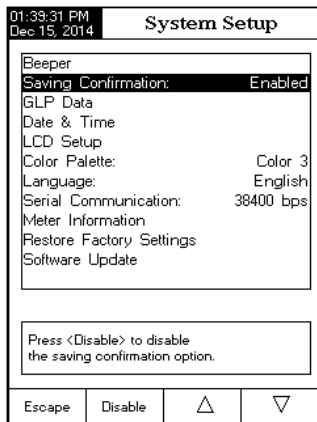 01:39:31 PM
Dec 15, 2014
System Setup
Beeper
Saving Confirmation: Enabled
GLP Data
Date & Time
LCD Setup
Color Palette: Color 3
Language: English
Serial Communication: 38400 bps
Meter Information
Restore Factory Settings
Software Update
Press <Disable> to disable
the saving confirmation option.
Escape Disable △ ▽